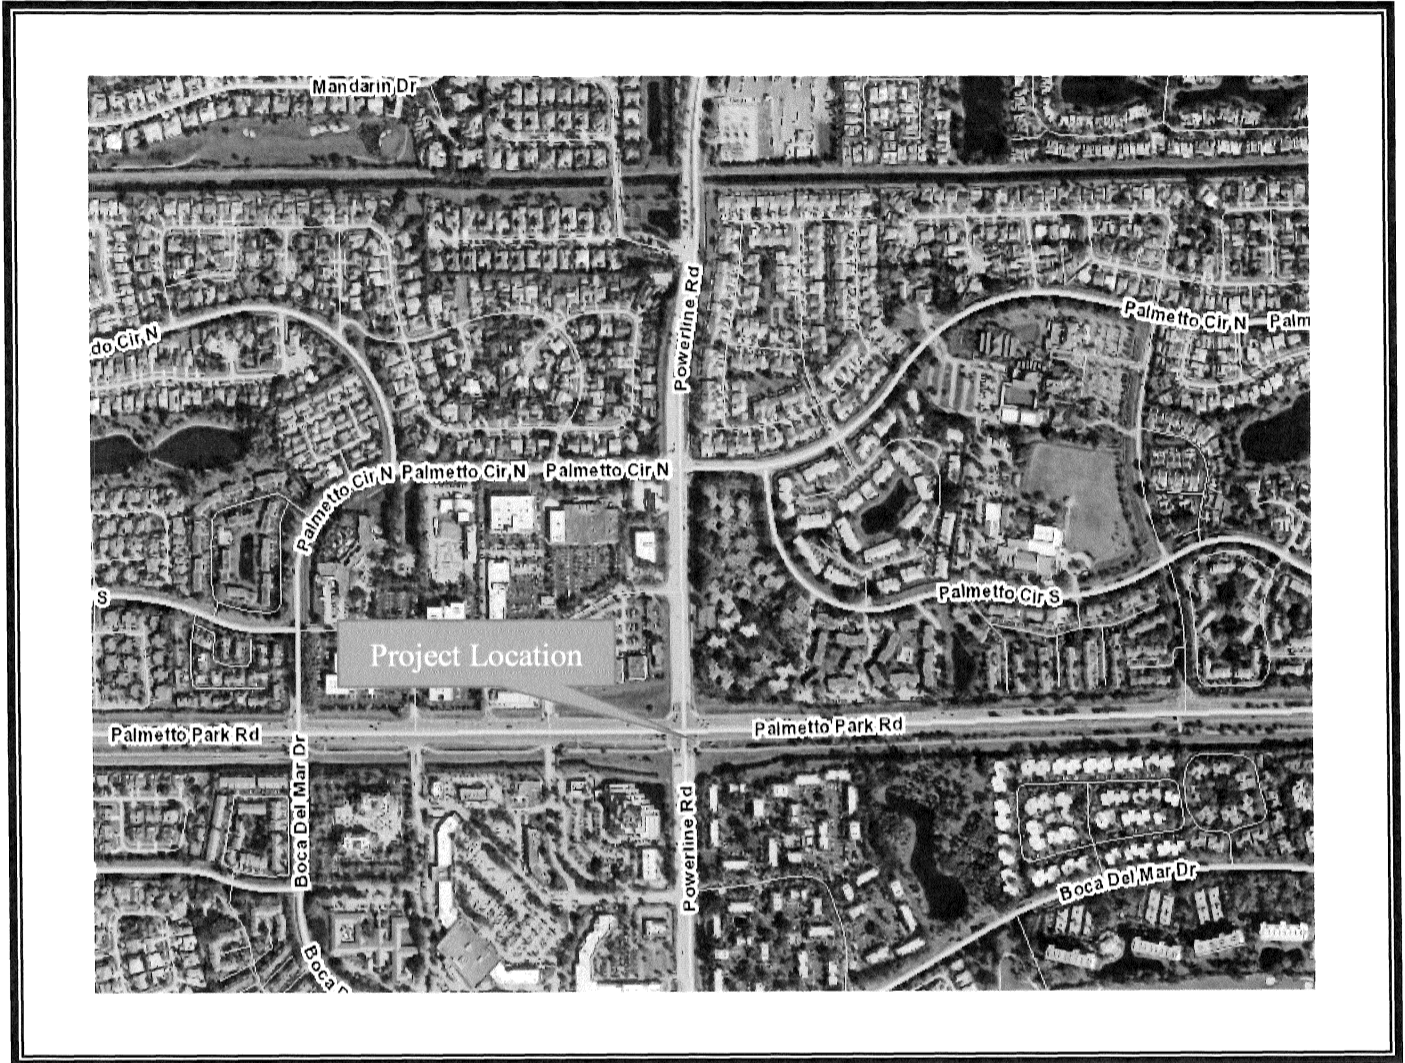 Mandarin Dr
Powerline Rd
Palmetto Cir N
Palm
do Cir N
Palmetto Cir N
Palmetto Cir N
Palmetto Cir N
Palmetto Cir S
S
Project Location
Palmetto Park Rd
Palmetto Park Rd
Boca Del Mar Dr
Powerline Rd
Boca Del Mar Dr
Boca D